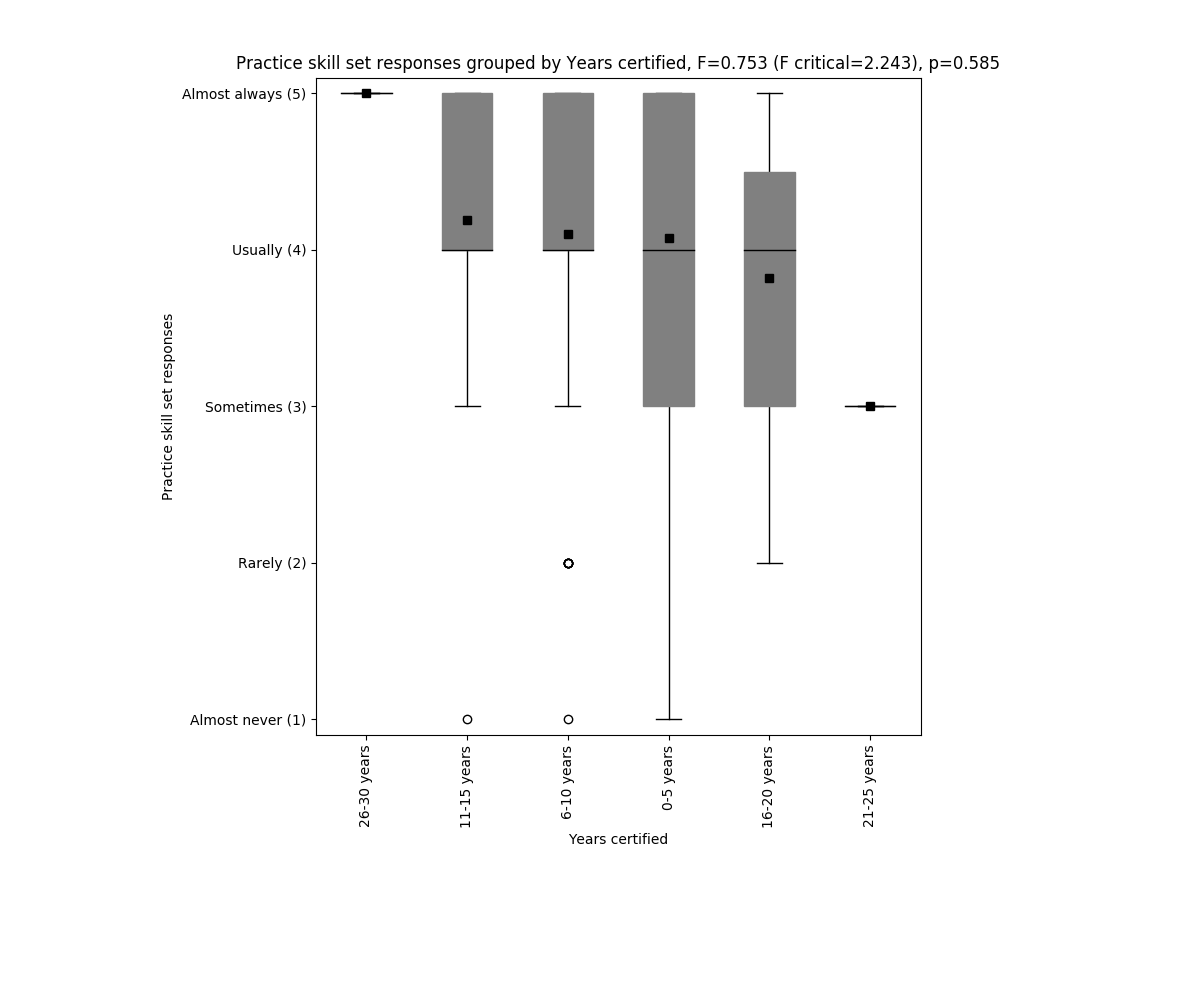 Practice skill set responses grouped by Years certified, F=0.753 (F critical=2.243), p=0.585
Almost always (5)
Usually (4)
Sometimes (3)
Rarely (2)
Almost never (1)
Practice skill set responses
26-30 years
11-15 years
6-10 years
0-5 years
16-20 years
21-25 years
Years certified